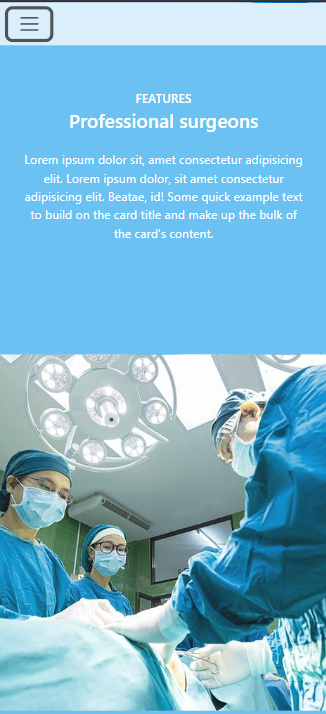 FEATURES
Professional surgeons
Lorem ipsum dolor sit, amet consectetur adipisicing
elit. Lorem ipsum dolor, sit amet consectetur
adipisicing elit. Beatae, id! Some quick example text
to build on the card title and make up the bulk of
the card's content.